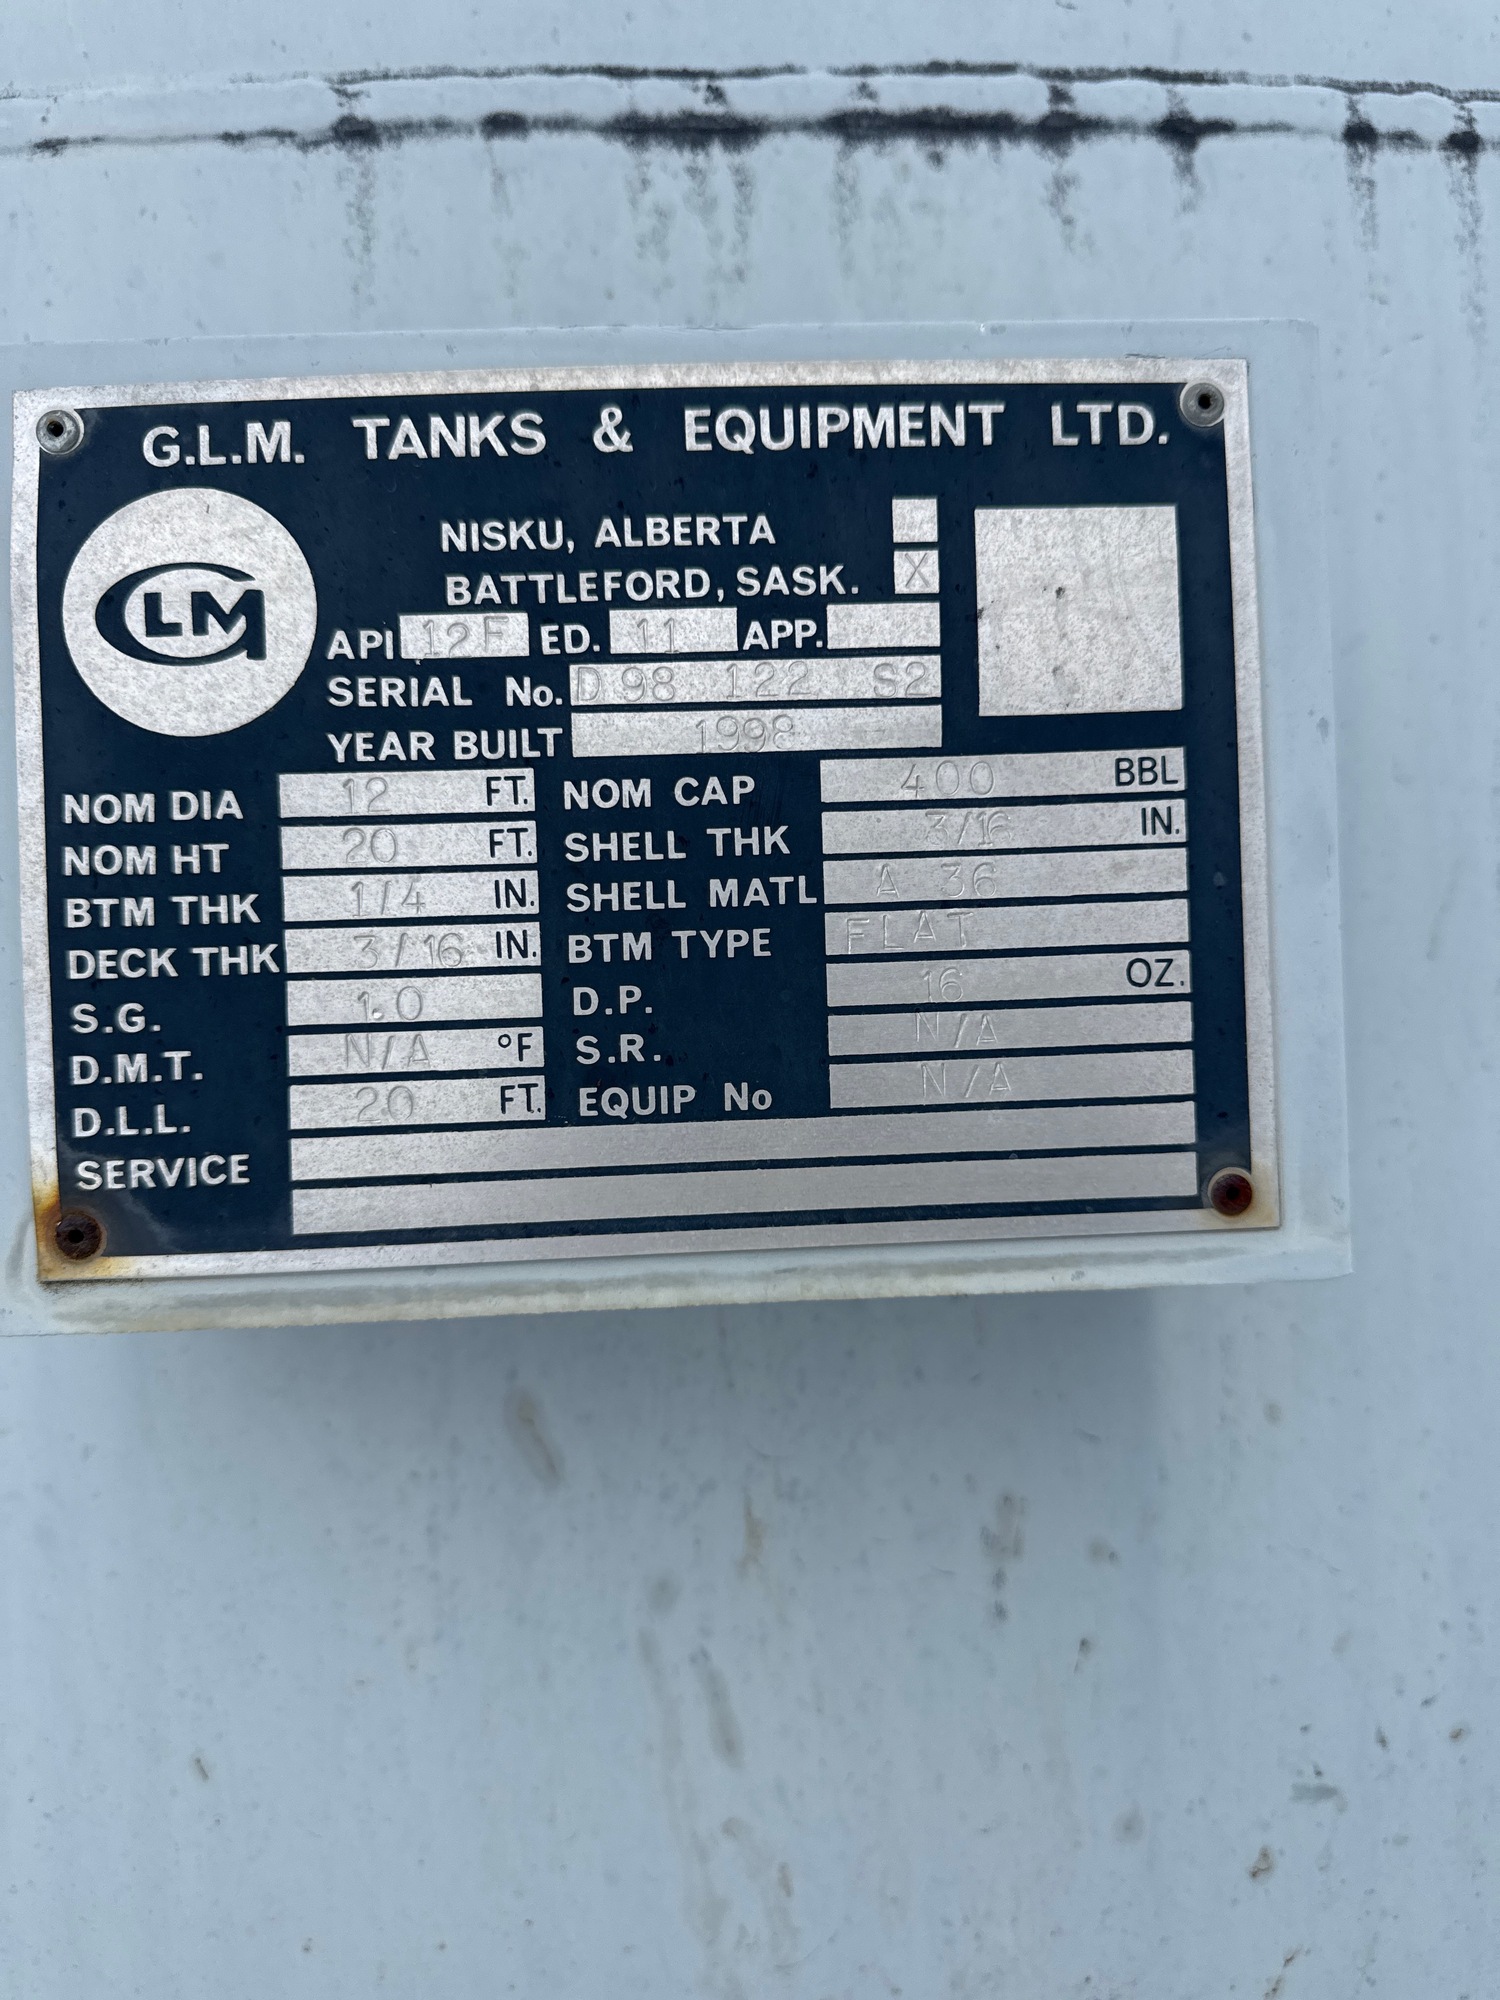 G.L.M. TANKS & EQUIPMENT LTD.
GLM
NISKU, ALBERTA
BATTLEFORD, SASK. X
API 12F ED. 11 APP.
SERIAL No. D 98 122 S2
YEAR BUILT 1998
NOM DIA 12 FT. NOM CAP 400 BBL
NOM HT 20 FT. SHELL THK 3/16 IN.
BTM THK 1/4 IN. SHELL MATL A 36
DECK THK 3/16 IN. BTM TYPE FLAT
S.G. 1.0 D.P. 16 OZ.
D.M.T. N/A °F S.R. N/A
D.L.L. 20 FT. EQUIP No N/A
SERVICE